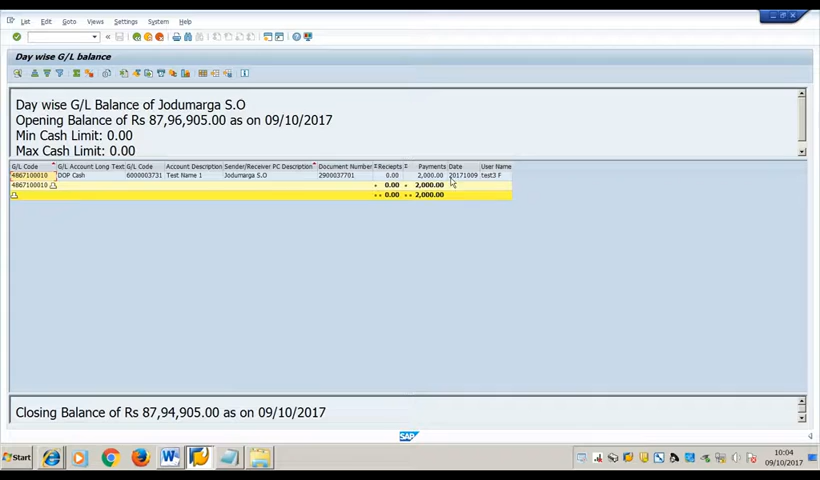 List Edit Goto Views Settings System Help
Day wise G/L balance
Day wise G/L Balance of Jodumarga S.O
Opening Balance of Rs 87,96,905.00 as on 09/10/2017
Min Cash Limit: 0.00
Max Cash Limit: 0.00
G/L Code G/L Account Long Text G/L Code Account Description Sender/Receiver PC Description Document Number Σ Reciepts Σ Payments Date User Name
4867100010 DOP Cash 6000003731 Test Name 1 Jodumarga S.O 2900037701 0.00 2,000.00 20171009 test3 F
4867100010 0.00 2,000.00
0.00 2,000.00
Closing Balance of Rs 87,94,905.00 as on 09/10/2017
SAP
Start 10:04
09/10/2017